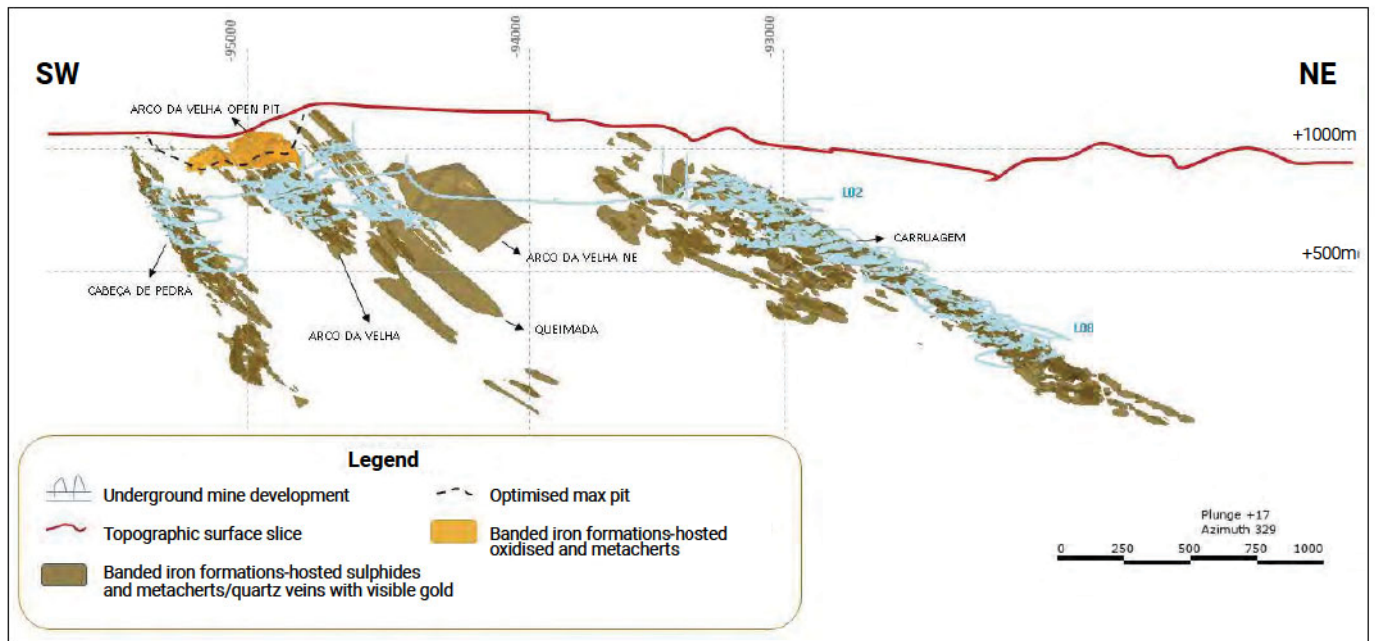 -95000
-94000
-93000
SW
NE
ARCO DA VELHA OPEN PIT
+1000m
L02
CARRUAGEM
+500m
ARCO DA VELHA NE
CABEÇA DE PEDRA
ARCO DA VELHA
QUEIMADA
L08
Legend
Underground mine development
Optimised max pit
Topographic surface slice
Banded iron formations-hosted
oxidised and metacherts
Banded iron formations-hosted sulphides
and metacherts/quartz veins with visible gold
Plunge +17
Azimuth 329
0 250 500 750 1000